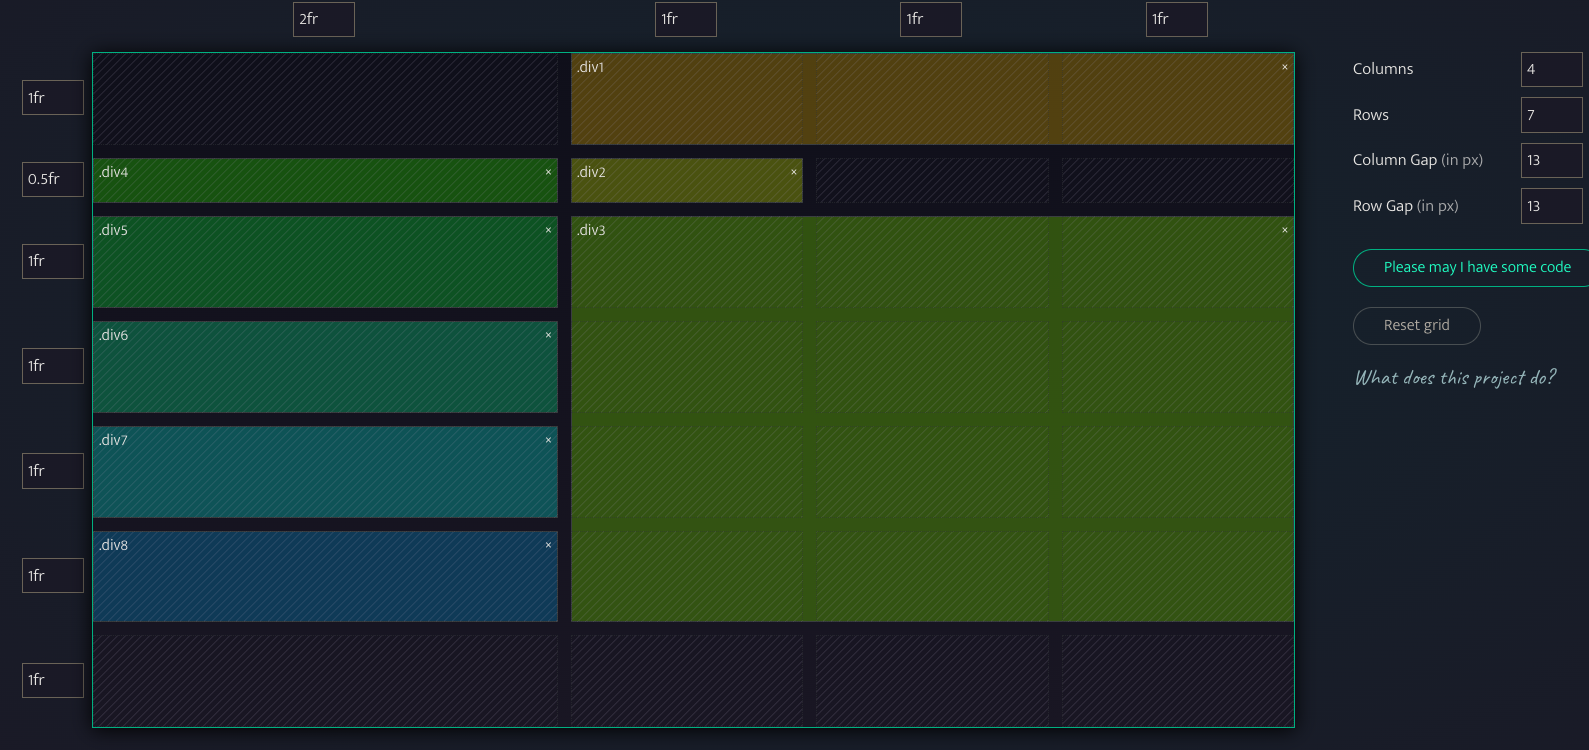 2fr 1fr 1fr 1fr
.div1 ×
Columns 4
1fr
Rows 7
.div4 × .div2 ×
Column Gap (in px) 13
0.5fr
Row Gap (in px) 13
.div5 × .div3 ×
1fr
Please may I have some code
Reset grid
.div6 ×
1fr
What does this project do?
.div7 ×
1fr
.div8 ×
1fr
1fr